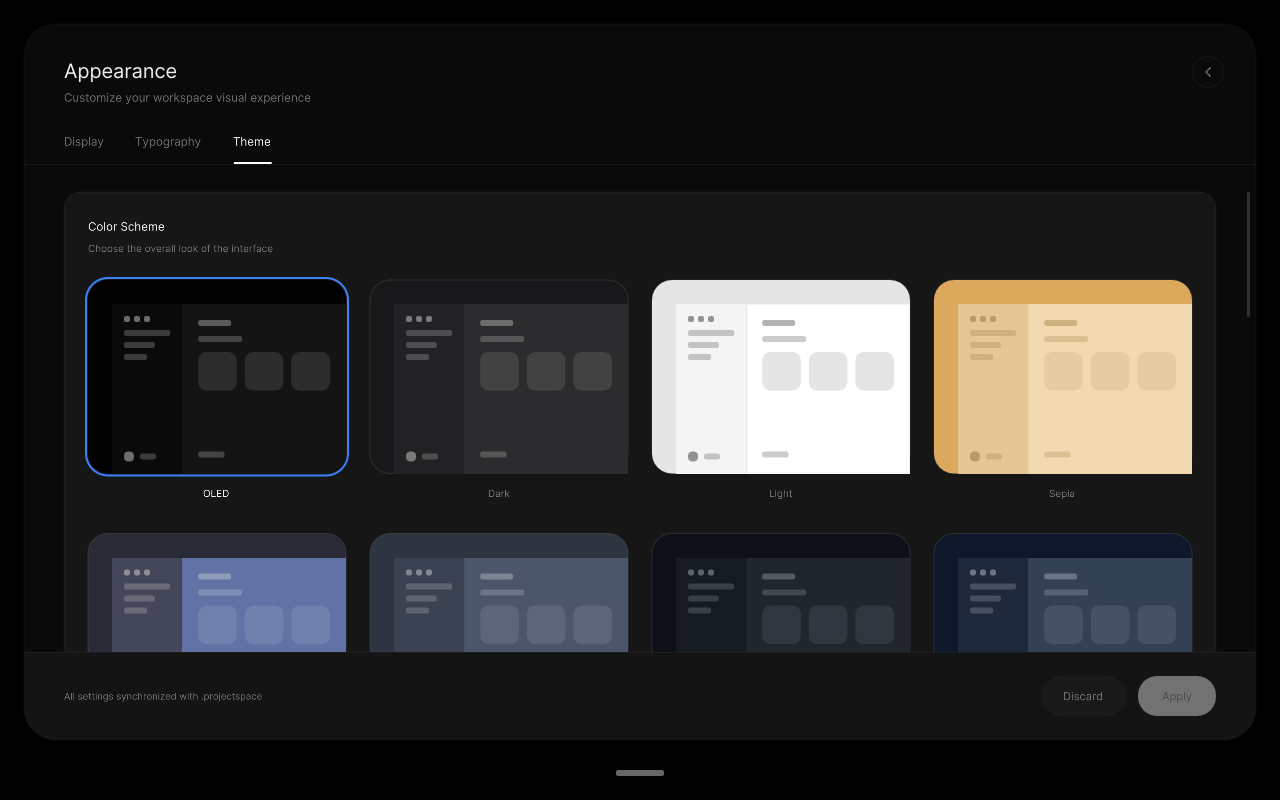 Appearance
Customize your workspace visual experience
Display Typography Theme
Color Scheme
Choose the overall look of the interface
OLED Dark Light Sepia
All settings synchronized with .projectspace
Discard Apply